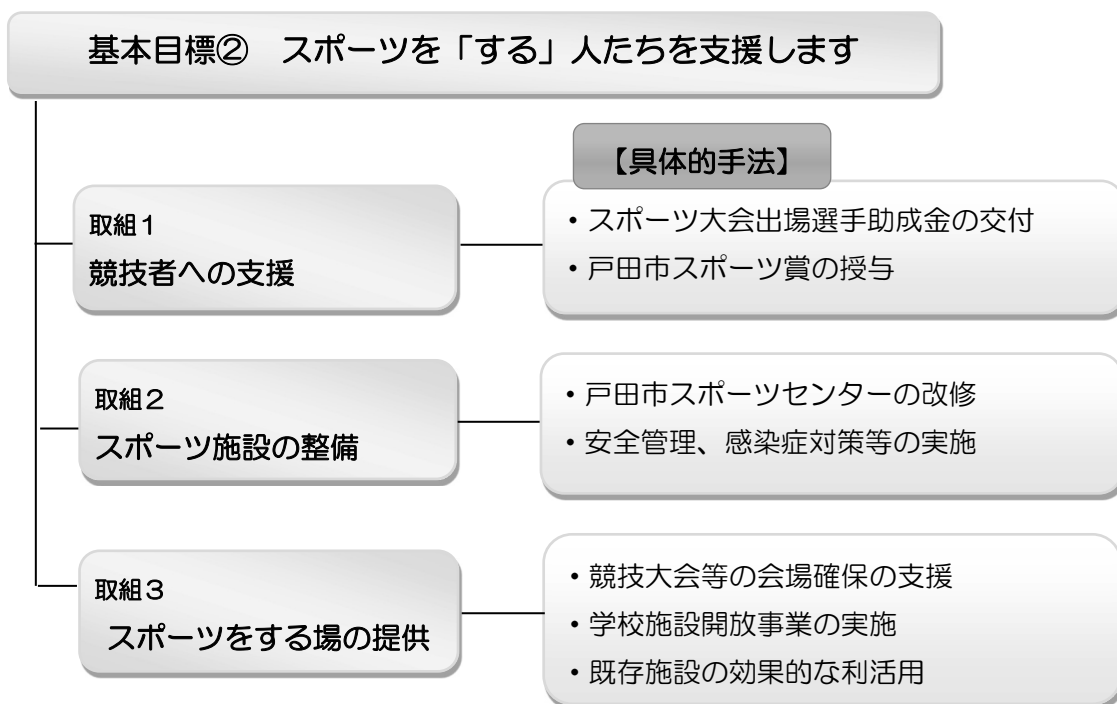 基本目標② スポーツを「する」人たちを支援します
【具体的手法】
取組1
競技者への支援
・スポーツ大会出場選手助成金の交付
・戸田市スポーツ賞の授与
取組2
スポーツ施設の整備
・戸田市スポーツセンターの改修
・安全管理、感染症対策等の実施
取組3
スポーツをする場の提供
・競技大会等の会場確保の支援
・学校施設開放事業の実施
・既存施設の効果的な利活用